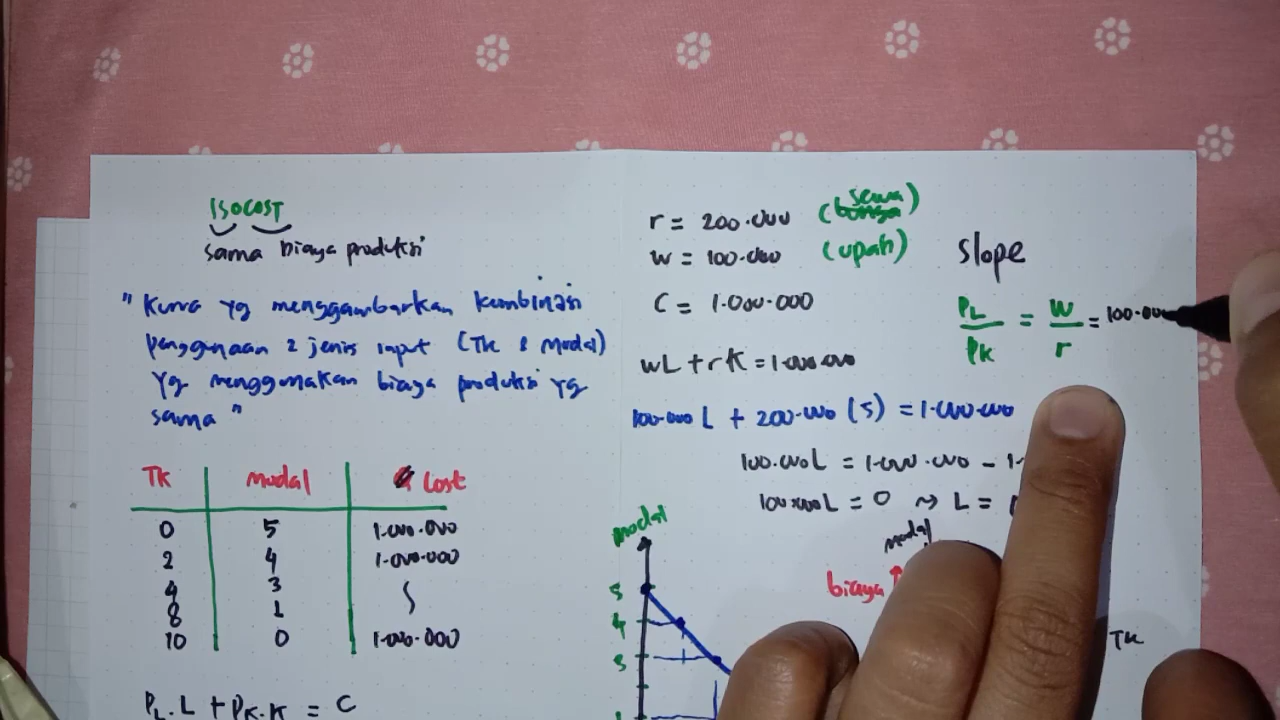 ISOCOST
sama biaya produksi
" Kurva yg menggambarkan kombinasi
penggunaan 2 jenis input (TK & Modal)
Yg menggunakan biaya produksi yg
sama "
TK modal Cost
0 5 1.000.000
2 4 1.000.000
4 3
8 1
10 0 1.000.000
PL.L + PK.K = C
r = 200.000 (sewa)
w = 100.000 (upah)
C = 1.000.000
wL + rK = 1.000.000
100.000 L + 200.000 (5) = 1.000.000
100.000L = 1.000.000 - 1.
100.000L = 0 ⇝ L =
Slope
PL/PK = w/r = 100.000
modal
5
4
3
modal
biaya ↑
TK